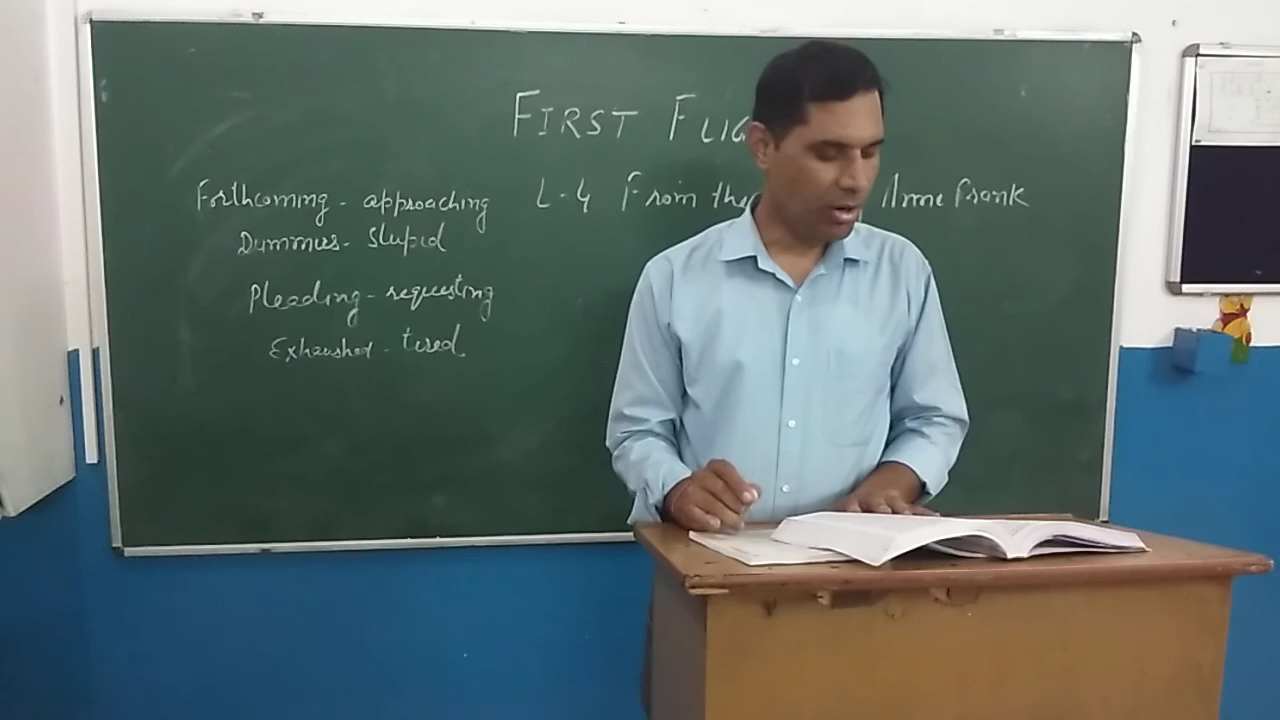 FIRST FLIG
L-4 From the Anne Frank
Forthcoming - approaching
Dummies - Stupid
Pleading - requesting
Exhausted - tired.